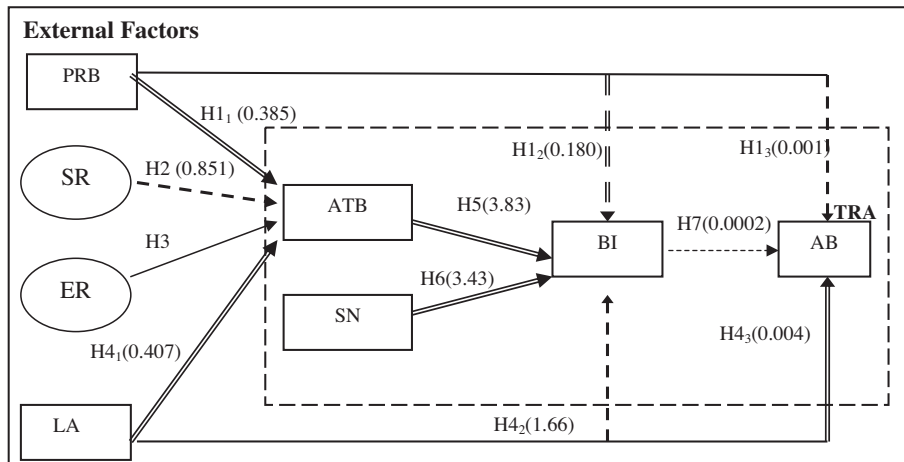 External Factors
PRB
H1₁ (0.385)
SR
H2 (0.851)
H1₂(0.180)
H1₃(0.001)
ATB
H5(3.83)
TRA
H7(0.0002)
BI
AB
H3
ER
H6(3.43)
SN
H4₁(0.407)
H4₃(0.004)
LA
H4₂(1.66)